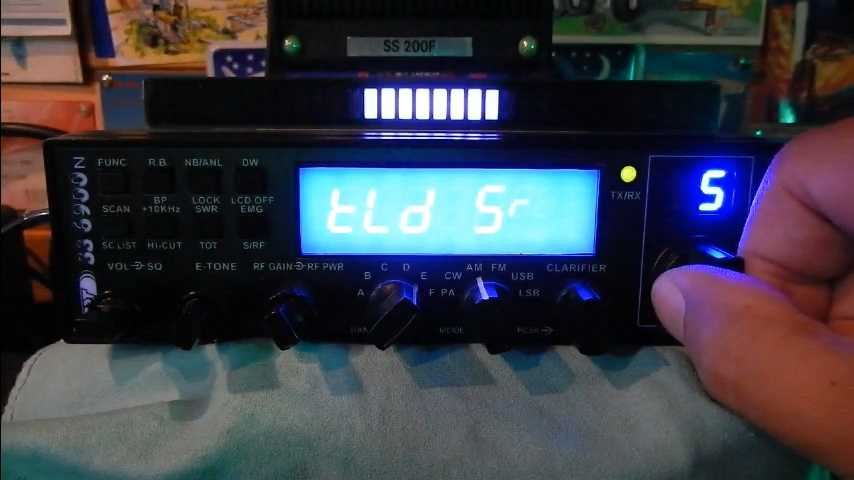 SS 200F
SS 6900N
FUNC R.B. NB/ANL DW
SCAN BP +10KHz LOCK SWR LCD OFF EMG
SC LIST HI-CUT TOT S/RF
VOL SQ E-TONE RF GAIN RF PWR
tLd Sr
TX/RX
5
A B C D E F
PA CW AM FM USB LSB
CLARIFIER
MODE
PUSH